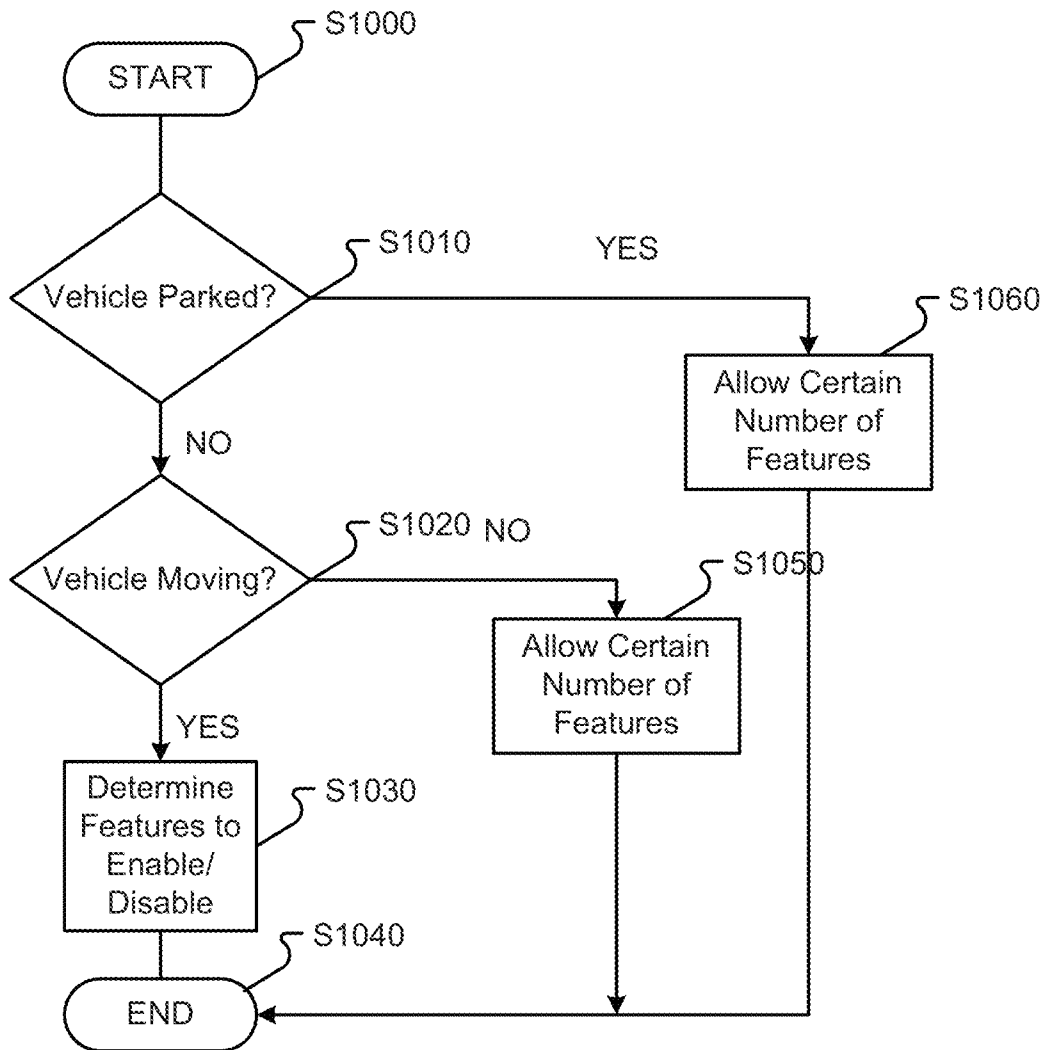 S1000
START
S1010
YES
Vehicle Parked?
S1060
Allow Certain
Number of
Features
NO
S1020
NO
Vehicle Moving?
S1050
Allow Certain
Number of
Features
YES
Determine
Features to
Enable/
Disable
S1030
S1040
END